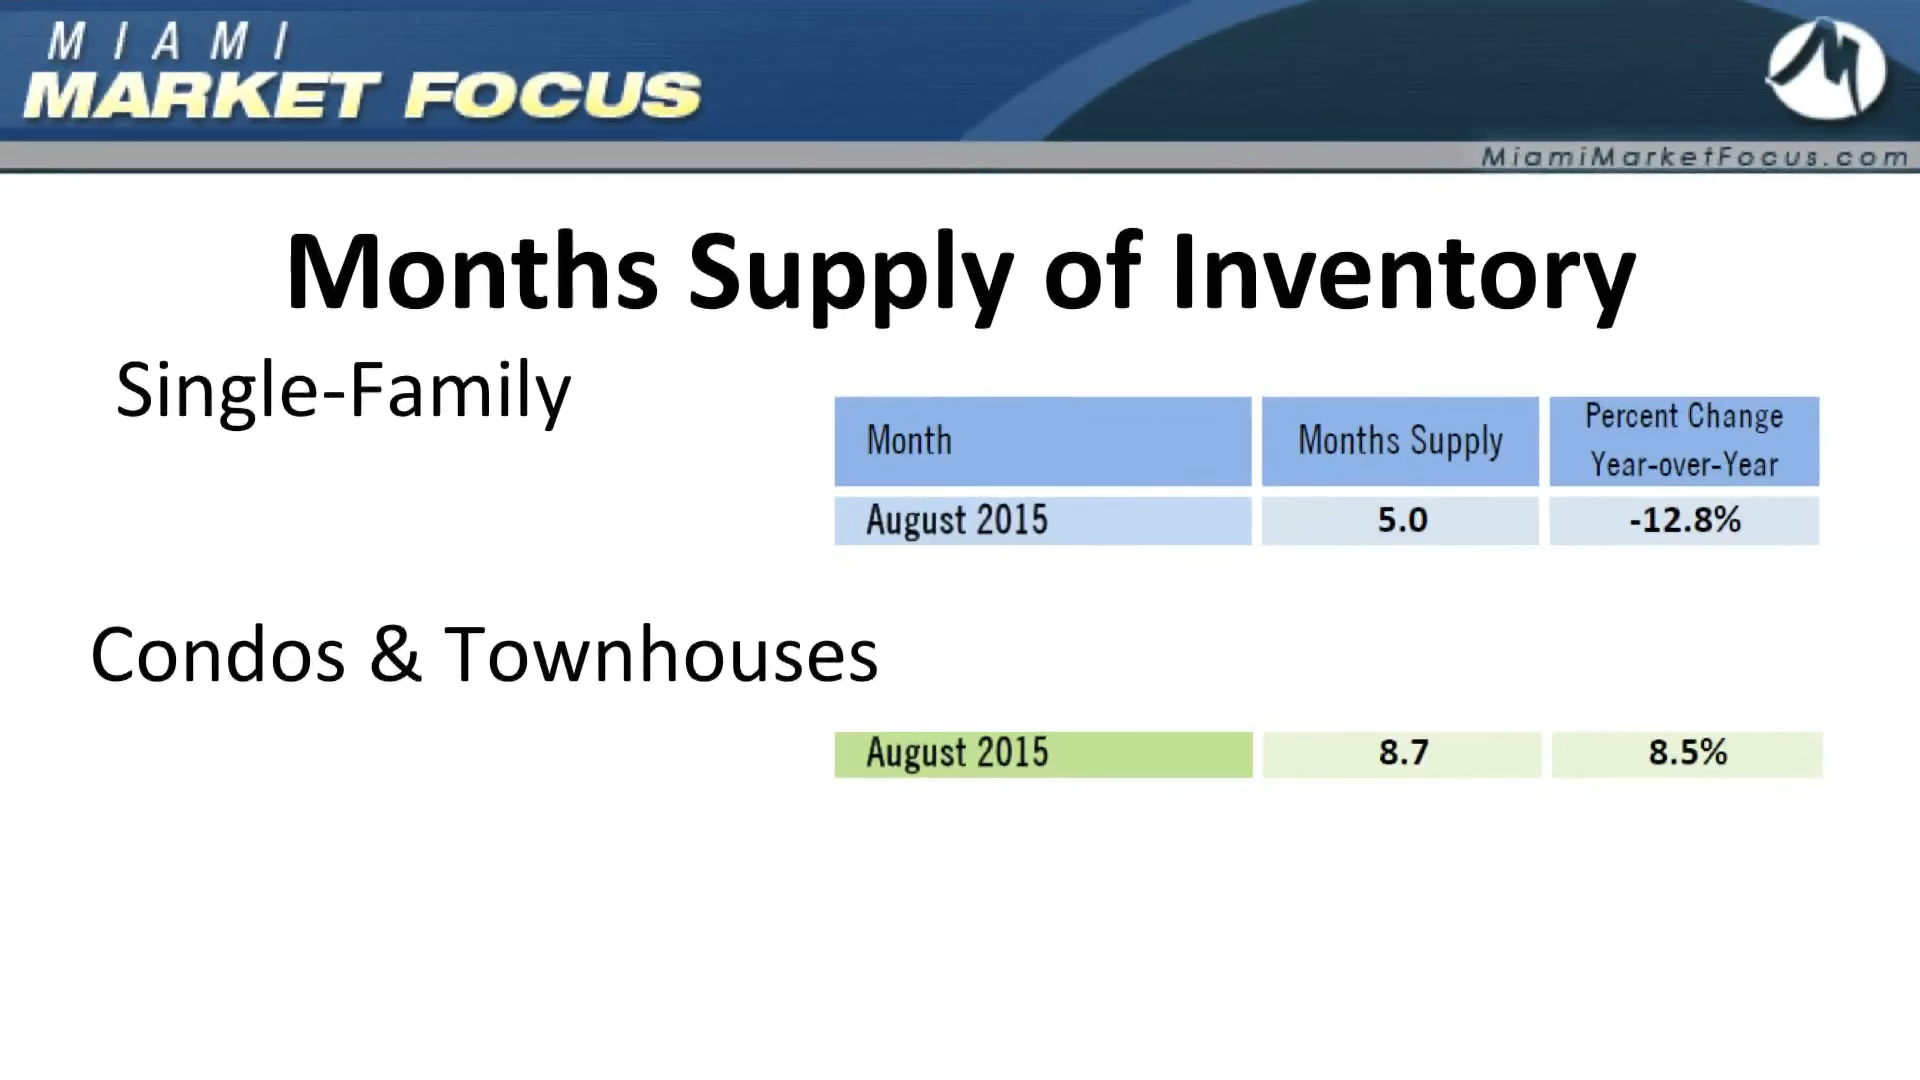 MIAMI
MARKET FOCUS
MiamiMarketFocus.com
Months Supply of Inventory
Single-Family
Month Months Supply Percent Change
Year-over-Year
August 2015 5.0 -12.8%
Condos & Townhouses
August 2015 8.7 8.5%